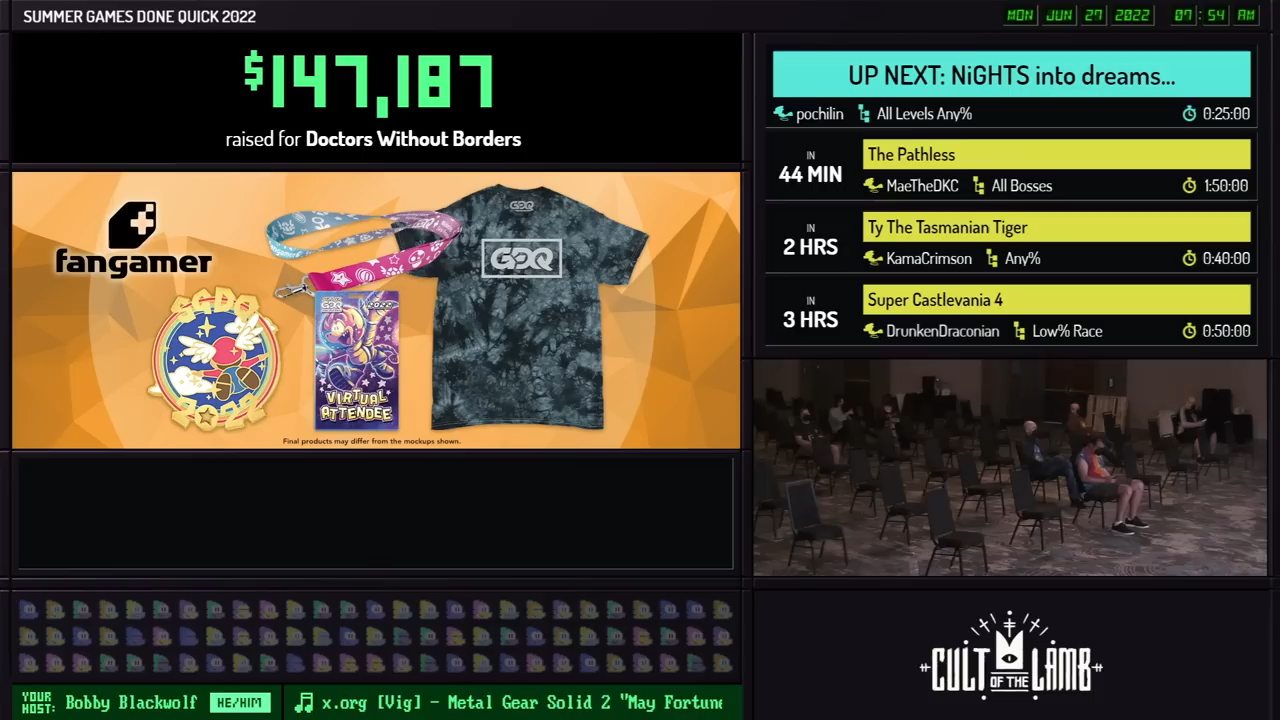 SUMMER GAMES DONE QUICK 2022
MON JUN 27 2022 07:54 AM
$147,187
raised for Doctors Without Borders
fangamer
SGDQ
2022
GDQ
2022
VIRTUAL
ATTENDEE
GDQ
GDQ
Final products may differ from the mockups shown.
UP NEXT: NiGHTS into dreams...
pochilin All Levels Any% 0:25:00
IN
44 MIN
The Pathless
MaeTheDKC All Bosses 1:50:00
IN
2 HRS
Ty The Tasmanian Tiger
KamaCrimson Any% 0:40:00
IN
3 HRS
Super Castlevania 4
DrunkenDraconian Low% Race 0:50:00
CULT OF THE LAMB
YOUR HOST: Bobby Blackwolf HE/HIM
x.org [Vig] - Metal Gear Solid 2 "May Fortune